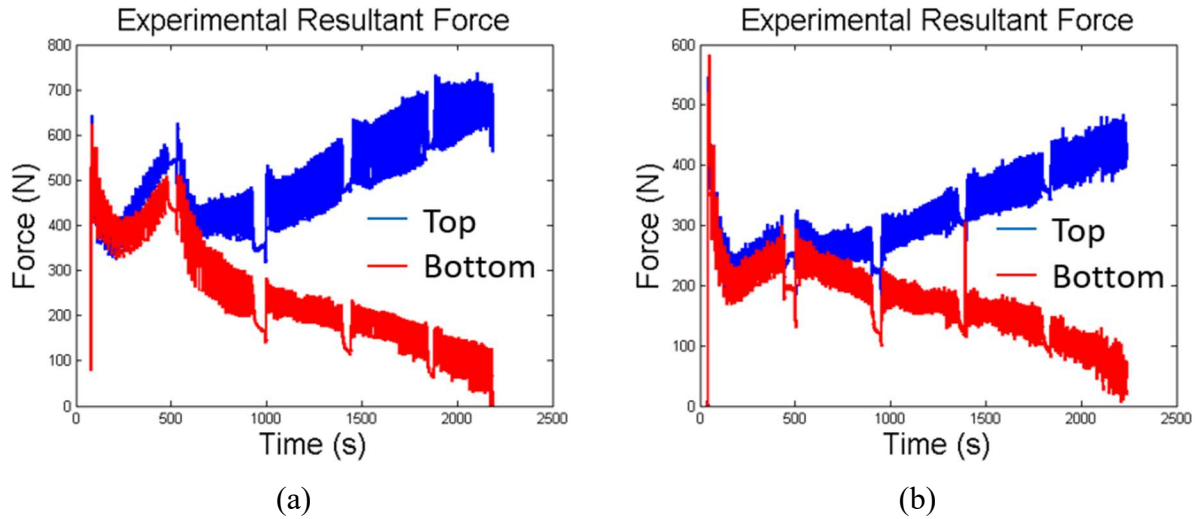 Experimental Resultant Force
800
700
600
500
400
300
200
100
0
Force (N)
Top
Bottom
0 500 1000 1500 2000 2500
Time (s)
(a)
Experimental Resultant Force
600
500
400
300
200
100
0
Force (N)
Top
Bottom
0 500 1000 1500 2000 2500
Time (s)
(b)